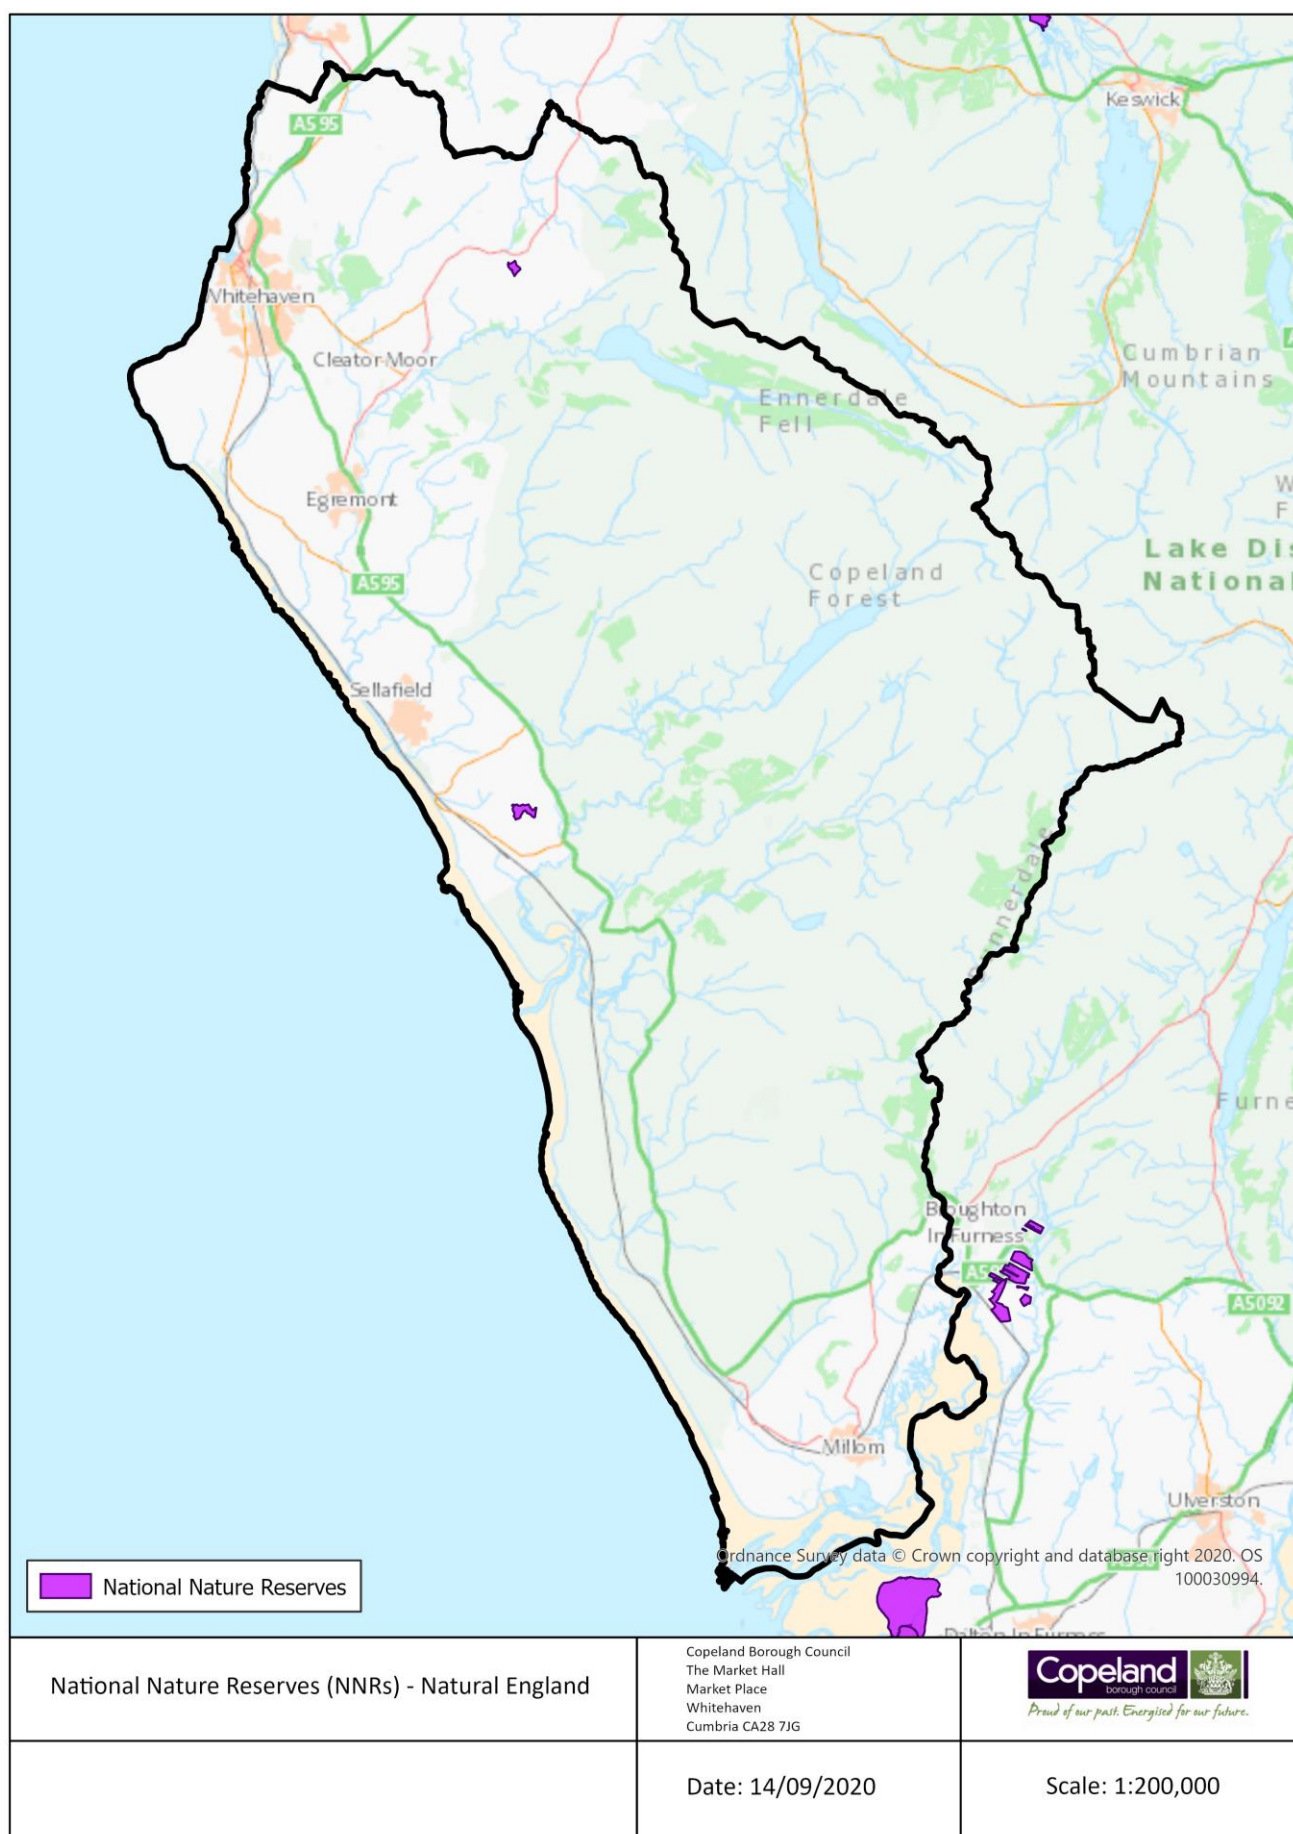 Keswick
A595
Whitehaven
Cleator Moor
Cumbrian
Mountains
Ennerdale
Fell
Egremont
W
F
Lake Dis
National
A595
Copeland
Forest
Sellafield
Furne
Broughton
In Furness
A5092
Millom
Ulverston
Ordnance Survey data © Crown copyright and database right 2020. OS
100030994.
National Nature Reserves
Dalton In Furness
National Nature Reserves (NNRs) - Natural England
Copeland Borough Council
The Market Hall
Market Place
Whitehaven
Cumbria CA28 7JG
Copeland
borough council
Proud of our past. Energised for our future.
Date: 14/09/2020
Scale: 1:200,000